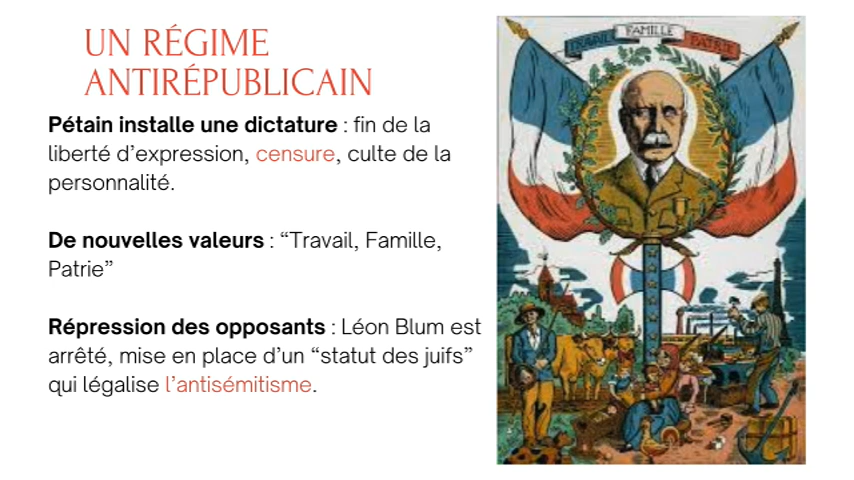 UN RÉGIME
ANTIRÉPUBLICAIN
Pétain installe une dictature : fin de la
liberté d’expression, censure, culte de la
personnalité.
De nouvelles valeurs : “Travail, Famille,
Patrie”
Répression des opposants : Léon Blum est
arrêté, mise en place d’un “statut des juifs”
qui légalise l’antisémitisme.
TRAVAIL FAMILLE PATRIE